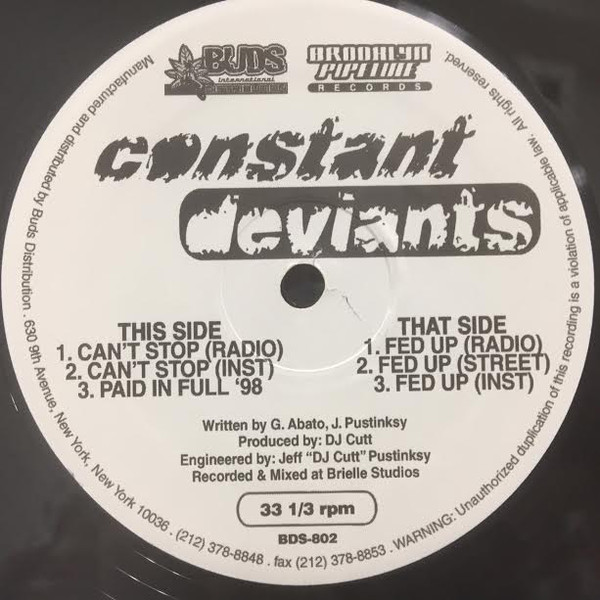 BUDS
International
BROOKLYN
PIPELINE
RECORDS
constant
deviants
THIS SIDE
1. CAN'T STOP (RADIO)
2. CAN'T STOP (INST)
3. PAID IN FULL '98
THAT SIDE
1. FED UP (RADIO)
2. FED UP (STREET)
3. FED UP (INST)
Written by G. Abato, J. Pustinksy
Produced by: DJ Cutt
Engineered by: Jeff "DJ Cutt" Pustinksy
Recorded & Mixed at Brielle Studios
33 1/3 rpm
BDS-802
Manufactured and distributed by Buds Distribution . 630 9th Avenue, New York, New York 10036 . (212) 378-8848 . fax (212) 378-8853 . WARNING: Unauthorized duplication of this recording is a violation of applicable law. All rights reserved.